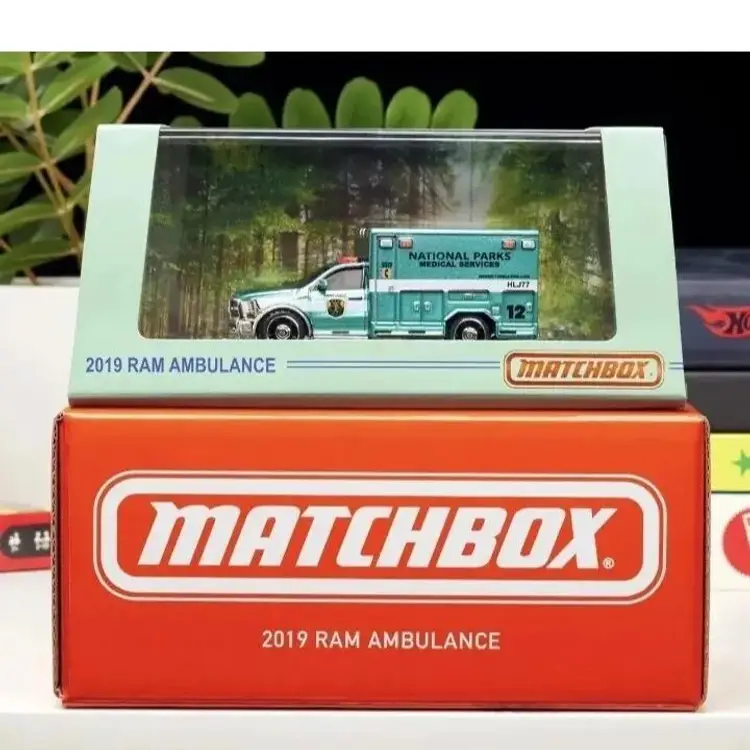 NATIONAL PARKS
MEDICAL SERVICES
HLJ77
12
2019 RAM AMBULANCE
MATCHBOX
MATCHBOX®
2019 RAM AMBULANCE